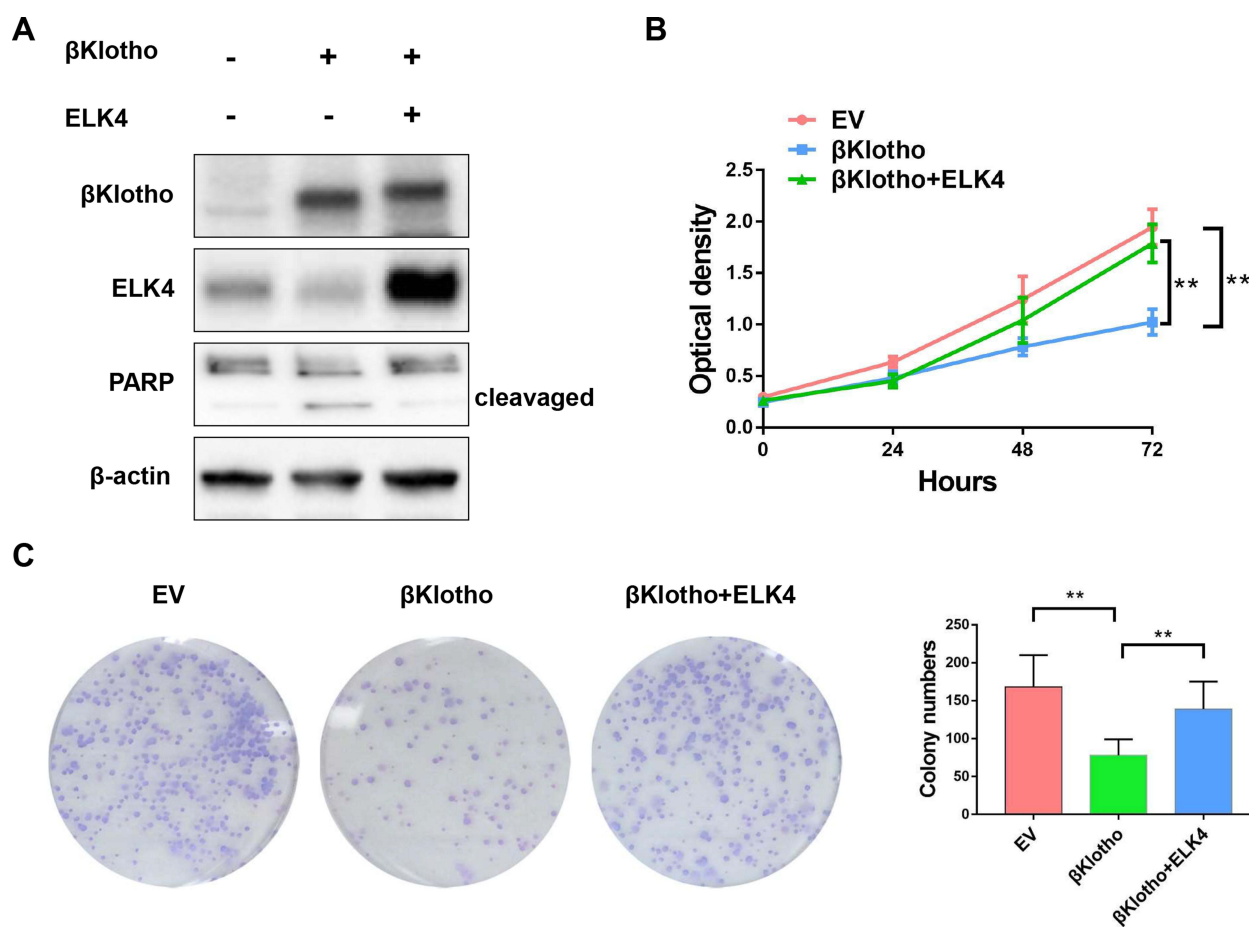 A
βKlotho - + +
ELK4 - - +
βKlotho
ELK4
PARP
cleavaged
β-actin
B
EV
βKlotho
βKlotho+ELK4
2.5
2.0
1.5
1.0
0.5
0.0
Optical density
0 24 48 72
Hours
**
**
C
EV βKlotho βKlotho+ELK4
**
**
250
200
150
100
50
0
Colony numbers
EV
βKlotho
βKlotho+ELK4